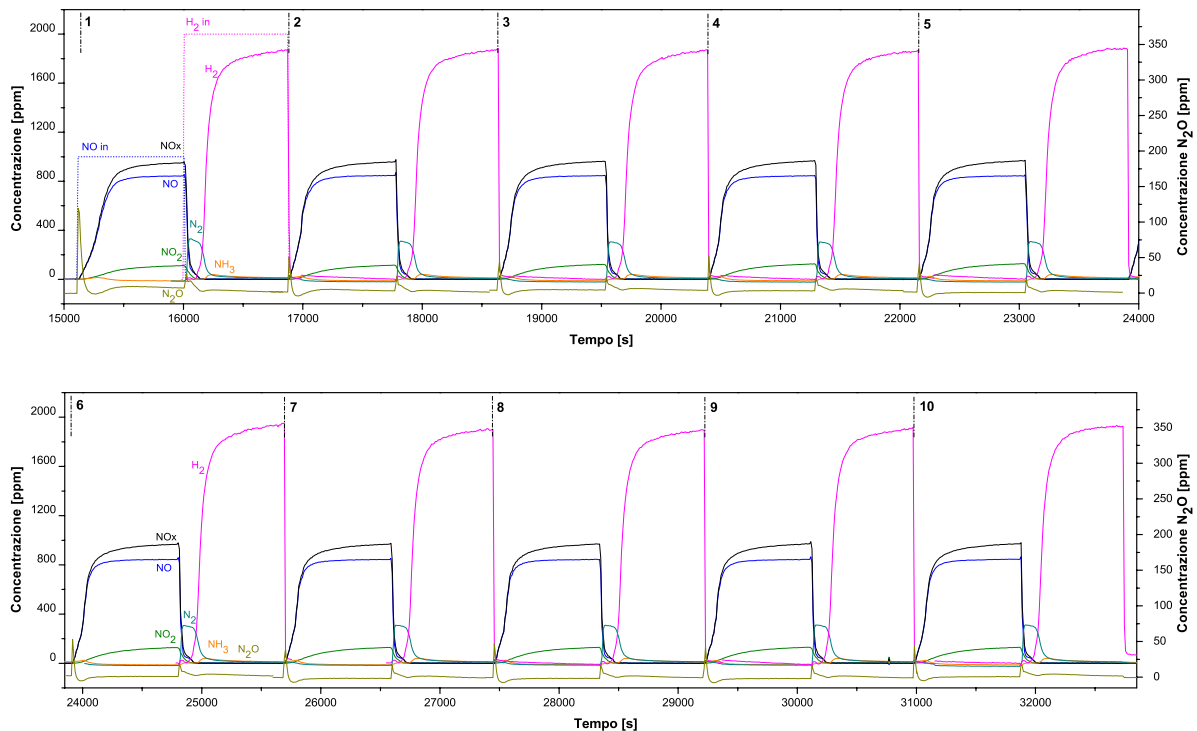 1 H2 in 2 3 4 5
2000 350
H2
1600 300
250
1200 200
NO in NOx
NO
800 150
N2
400 100
NO2 NH3
50
0 N2O 0
15000 16000 17000 18000 19000 20000 21000 22000 23000 24000
Tempo [s]
Concentrazione [ppm]
Concentrazione N2O [ppm]
6 7 8 9 10
2000 350
H2
1600 300
250
1200 200
NOx
NO
800 150
N2
400 100
NO2 NH3 N2O
50
0 0
24000 25000 26000 27000 28000 29000 30000 31000 32000
Tempo [s]
Concentrazione [ppm]
Concentrazione N2O [ppm]